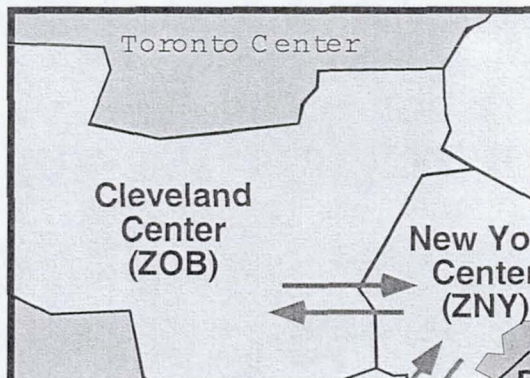 Toronto Center
Cleveland
Center
(ZOB)
New Yo
Center
(ZNY)